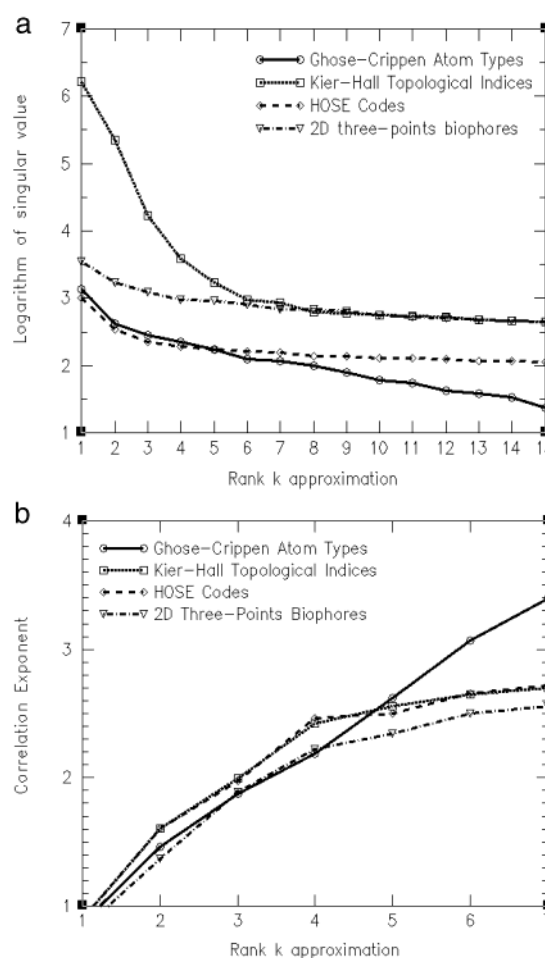 a
7
6
5
4
3
2
1
Logarithm of singular value
Ghose-Crippen Atom Types
Kier-Hall Topological Indices
HOSE Codes
2D three-points biophores
1 2 3 4 5 6 7 8 9 10 11 12 13 14 15
Rank k approximation
b
4
3
2
1
Correlation Exponent
Ghose-Crippen Atom Types
Kier-Hall Topological Indices
HOSE Codes
2D Three-Points Biophores
1 2 3 4 5 6 7
Rank k approximation